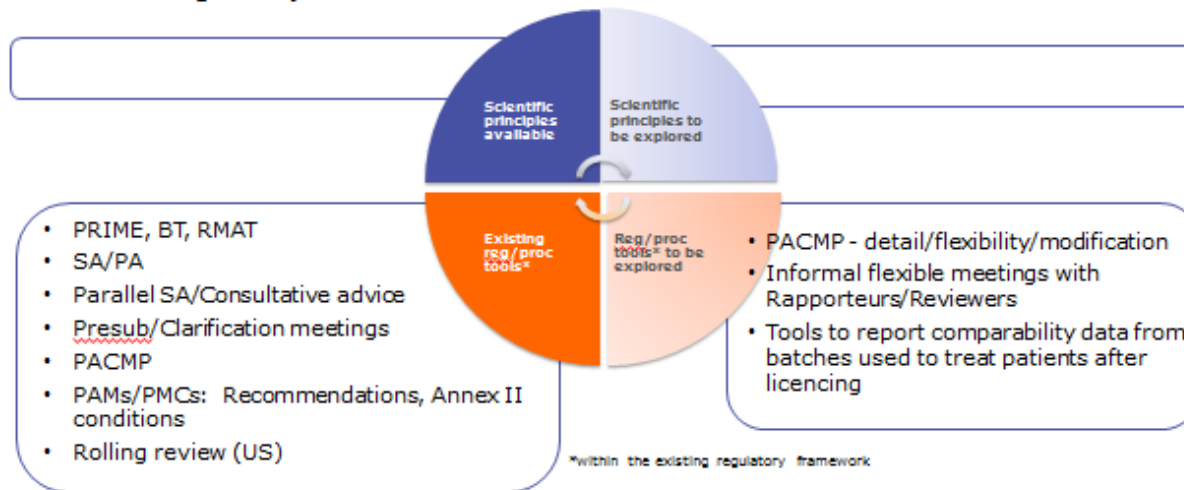 Scientific
principles
available
Scientific
principles to
be explored
Existing
reg/proc
tools*
Reg/proc
tools* to be
explored
• PRIME, BT, RMAT
• SA/PA
• Parallel SA/Consultative advice
• Presub/Clarification meetings
• PACMP
• PAMs/PMCs: Recommendations, Annex II
conditions
• Rolling review (US)
• PACMP - detail/flexibility/modification
• Informal flexible meetings with
Rapporteurs/Reviewers
• Tools to report comparability data from
batches used to treat patients after
licencing
*within the existing regulatory framework